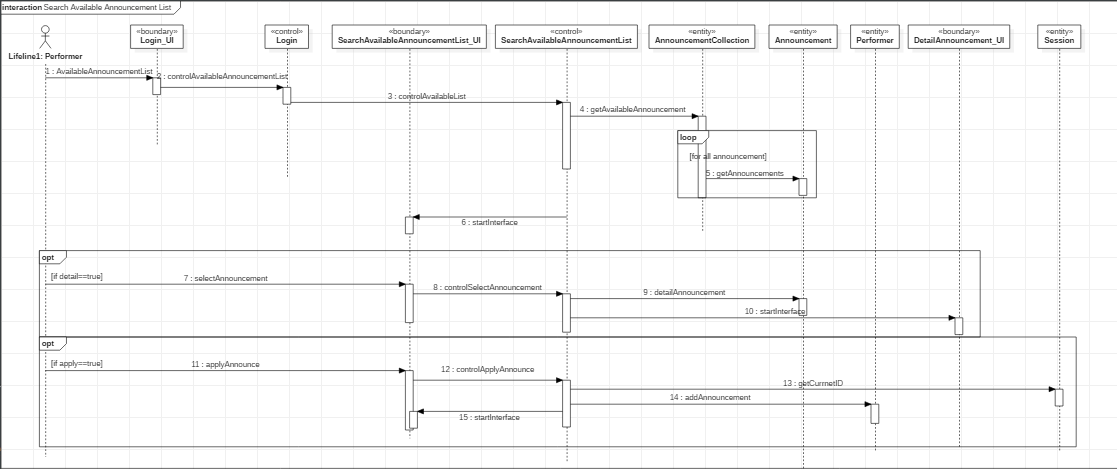 interaction Search Available Announcement List
«boundary»
Login_UI
«control»
Login
«boundary»
SearchAvailableAnnouncementList_UI
«control»
SearchAvailableAnnouncementList
«entity»
AnnouncementCollection
«entity»
Announcement
«entity»
Performer
«boundary»
DetailAnnouncement_UI
«entity»
Session
Lifeline1: Performer
1 : AvailableAnnouncementList
2 : controlAvailableAnnouncementList
3 : controlAvailableList
4 : getAvailableAnnouncement
loop
[for all announcement]
5 : getAnnouncements
6 : startInterface
opt
[if detail==true]
7 : selectAnnouncement
8 : controlSelectAnnouncement
9 : detailAnnouncement
10 : startInterface
opt
[if apply==true]
11 : applyAnnounce
12 : controlApplyAnnounce
13 : getCurrnetID
14 : addAnnouncement
15 : startInterface